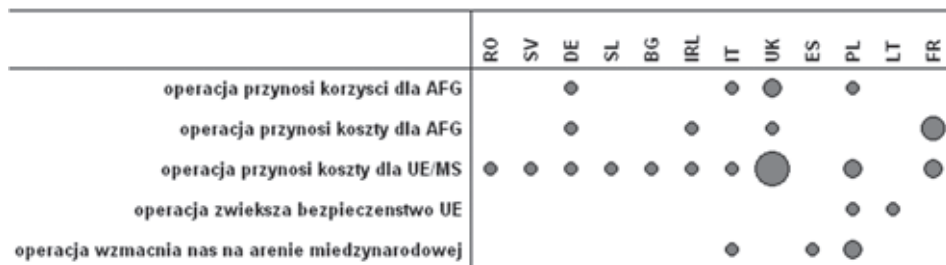 RO SV DE SL BG IRL IT UK ES PL LT FR
operacja przynosi korzysci dla AFG
operacja przynosi koszty dla AFG
operacja przynosi koszty dla UE/MS
operacja zwieksza bezpieczenstwo UE
operacja wzmacnia nas na arenie miedzynarodowej